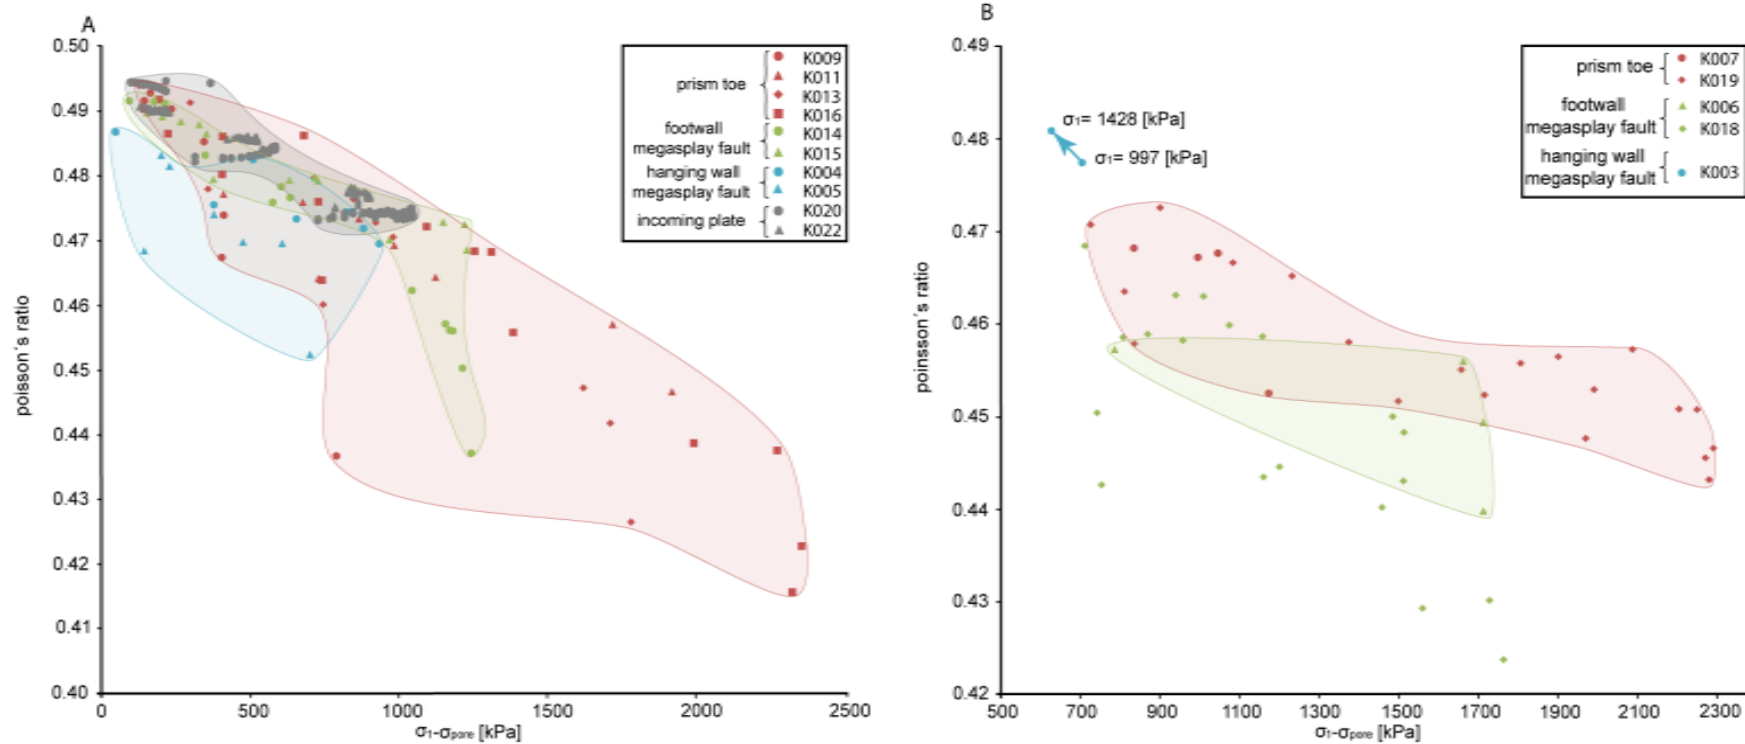 A
0.50
0.49
0.48
0.47
0.46
0.45
0.44
0.43
0.42
0.41
0.40
poisson´s ratio
0
500
1000
1500
2000
2500
σ1-σpore [kPa]
prism toe
K009
K011
K013
K016
footwall
megasplay fault
K014
K015
hanging wall
megasplay fault
K004
K005
incoming plate
K020
K022
B
0.49
0.48
0.47
0.46
0.45
0.44
0.43
0.42
poinsson´s ratio
500
700
900
1100
1300
1500
1700
1900
2100
2300
σ1-σpore [kPa]
σ1= 1428 [kPa]
σ1= 997 [kPa]
prism toe
K007
K019
footwall
megasplay fault
K006
K018
hanging wall
megasplay fault
K003